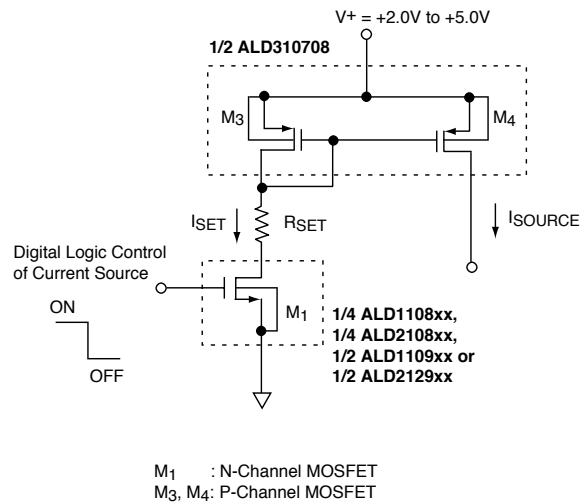 V+ = +2.0V to +5.0V
1/2 ALD310708
M3
M4
ISET
RSET
ISOURCE
Digital Logic Control
of Current Source
ON
OFF
M1
1/4 ALD1108xx,
1/4 ALD2108xx,
1/2 ALD1109xx or
1/2 ALD2129xx
M1 : N-Channel MOSFET
M3, M4: P-Channel MOSFET